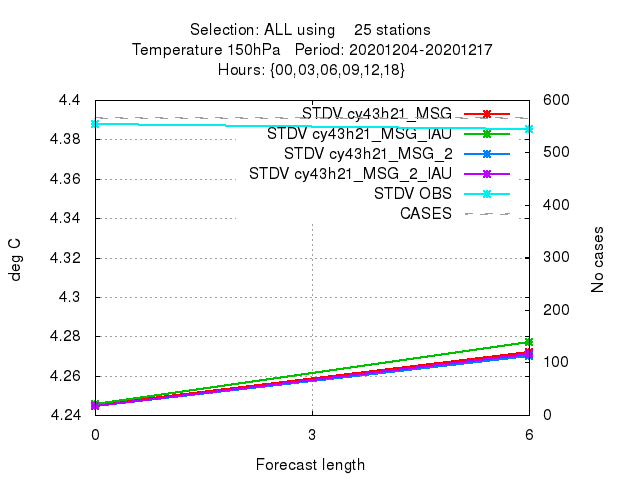 Selection: ALL using    25 stations
Temperature 150hPa   Period: 20201204-20201217
Hours: {00,03,06,09,12,18}
4.4
4.38
4.36
4.34
4.32
4.3
4.28
4.26
4.24
deg C
STDV cy43h21_MSG
STDV cy43h21_MSG_IAU
STDV cy43h21_MSG_2
STDV cy43h21_MSG_2_IAU
STDV OBS
CASES
600
500
400
300
200
100
0
No cases
0
3
6
Forecast length